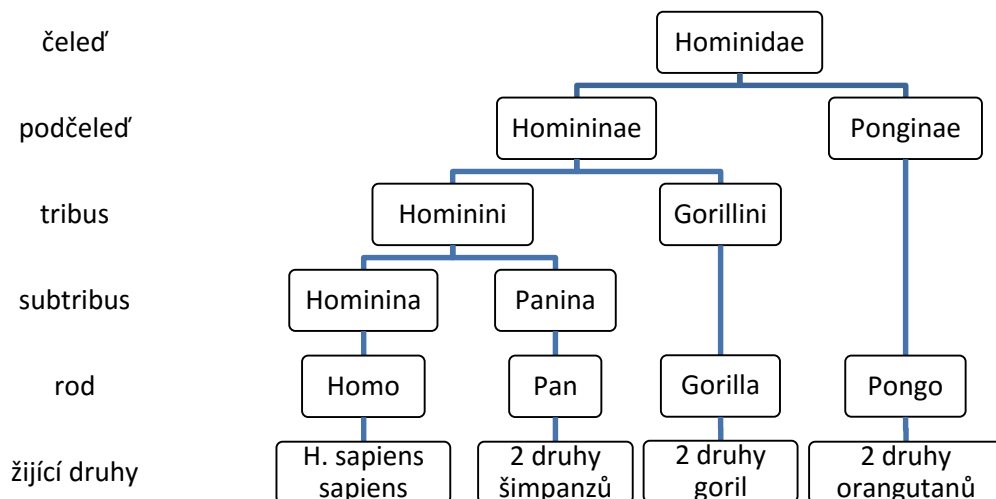 čeleď
Hominidae
podčeleď
Homininae
Ponginae
tribus
Hominini
Gorillini
subtribus
Hominina
Panina
rod
Homo
Pan
Gorilla
Pongo
žijící druhy
H. sapiens
sapiens
2 druhy
šimpanzů
2 druhy
goril
2 druhy
orangutanů